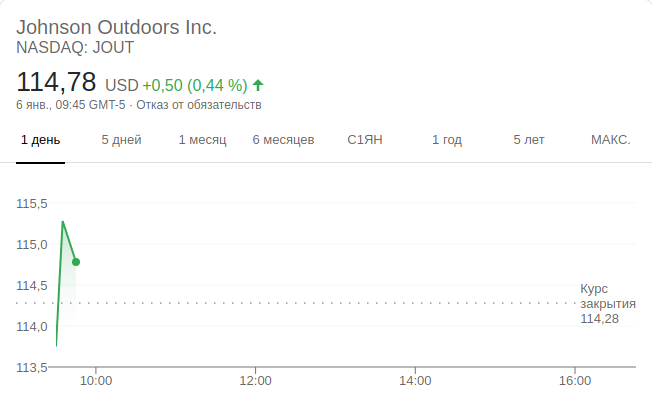 Johnson Outdoors Inc.
NASDAQ: JOUT
114,78 USD +0,50 (0,44 %)
6 янв., 09:45 GMT-5 · Отказ от обязательств
1 день 5 дней 1 месяц 6 месяцев С1ЯН 1 год 5 лет МАКС.
115,5
115,0
114,5
114,0
113,5
Курс
закрытия
114,28
10:00 12:00 14:00 16:00